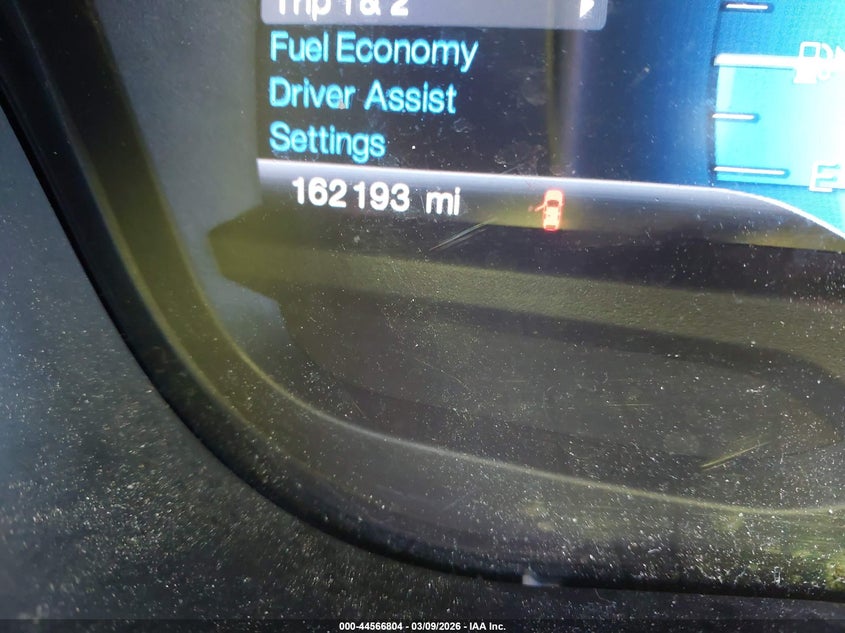 Trip 1 & 2
Fuel Economy
Driver Assist
Settings
162193 mi
E
000-44566804 - 03/09/2026 - IAA Inc.